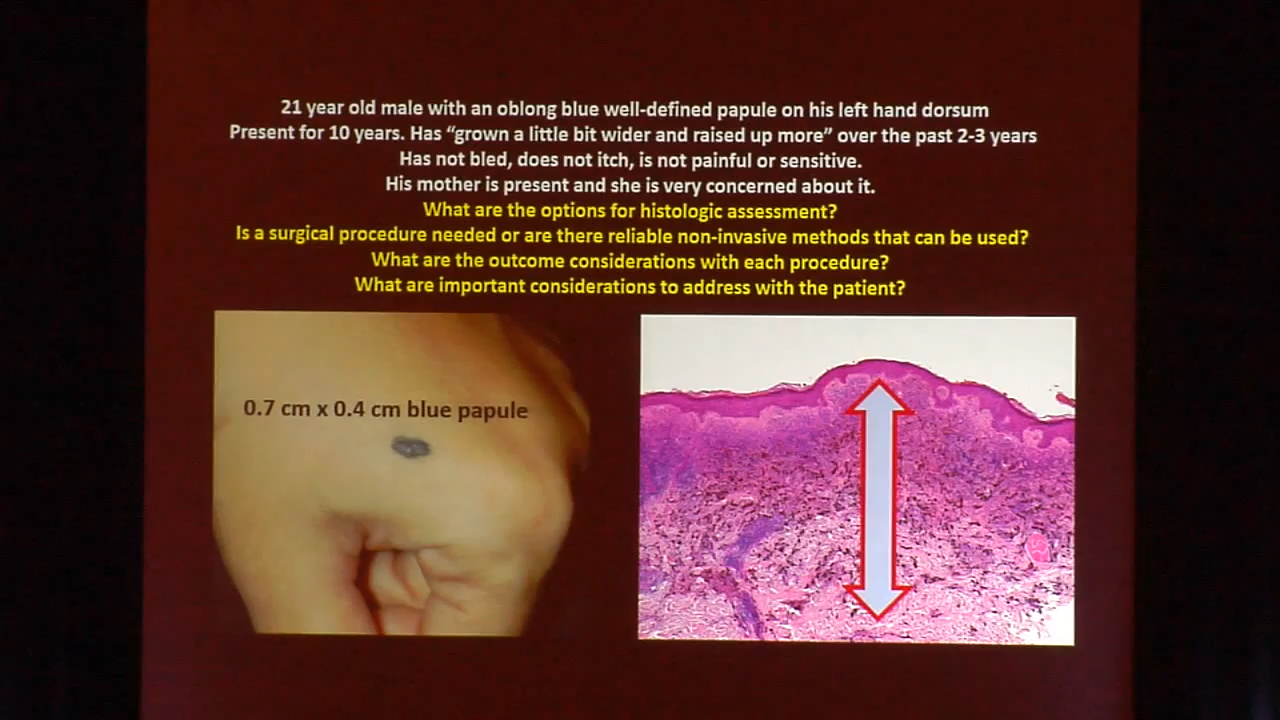 21 year old male with an oblong blue well-defined papule on his left hand dorsum
Present for 10 years. Has “grown a little bit wider and raised up more” over the past 2-3 years
Has not bled, does not itch, is not painful or sensitive.
His mother is present and she is very concerned about it.
What are the options for histologic assessment?
Is a surgical procedure needed or are there reliable non-invasive methods that can be used?
What are the outcome considerations with each procedure?
What are important considerations to address with the patient?
0.7 cm x 0.4 cm blue papule